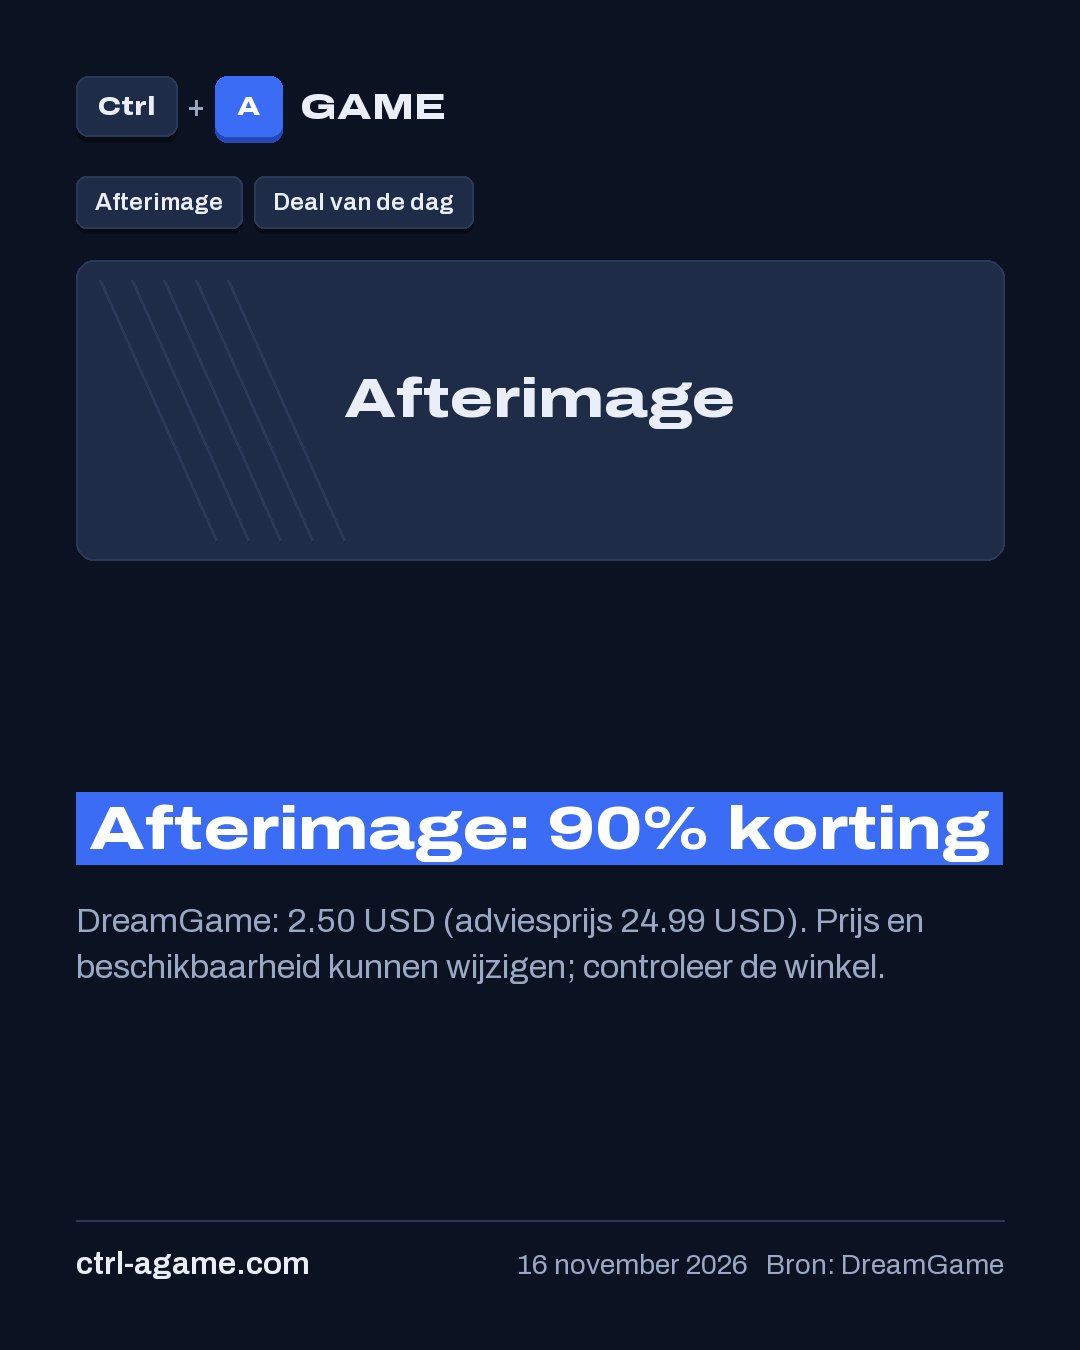 Ctrl + A GAME
Afterimage Deal van de dag
Afterimage
Afterimage: 90% korting
DreamGame: 2.50 USD (adviesprijs 24.99 USD). Prijs en
beschikbaarheid kunnen wijzigen; controleer de winkel.
ctrl-agame.com 16 november 2026 Bron: DreamGame